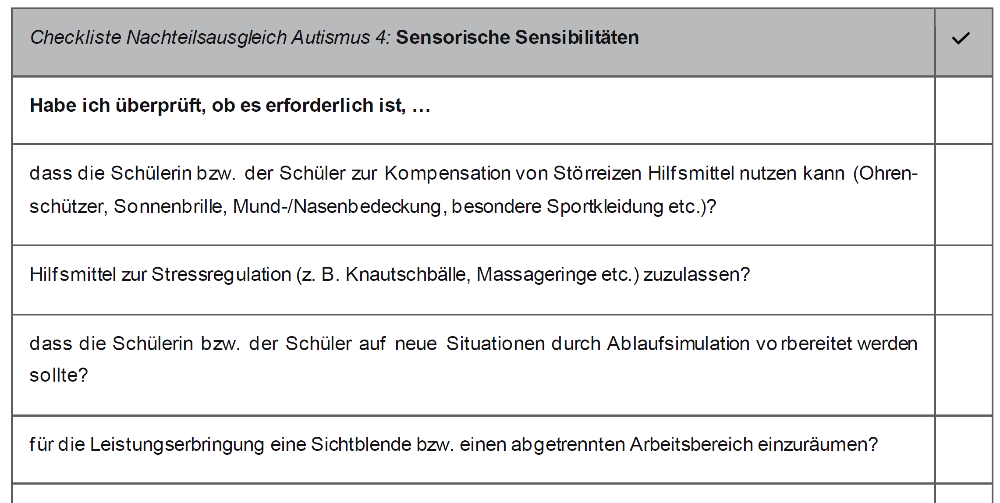 Checkliste Nachteilsausgleich Autismus 4: Sensorische Sensibilitäten ✓
Habe ich überprüft, ob es erforderlich ist, …
dass die Schülerin bzw. der Schüler zur Kompensation von Störreizen Hilfsmittel nutzen kann (Ohren-
schützer, Sonnenbrille, Mund-/Nasenbedeckung, besondere Sportkleidung etc.)?
Hilfsmittel zur Stressregulation (z. B. Knautschbälle, Massageringe etc.) zuzulassen?
dass die Schülerin bzw. der Schüler auf neue Situationen durch Ablaufsimulation vorbereitet werden
sollte?
für die Leistungserbringung eine Sichtblende bzw. einen abgetrennten Arbeitsbereich einzuräumen?